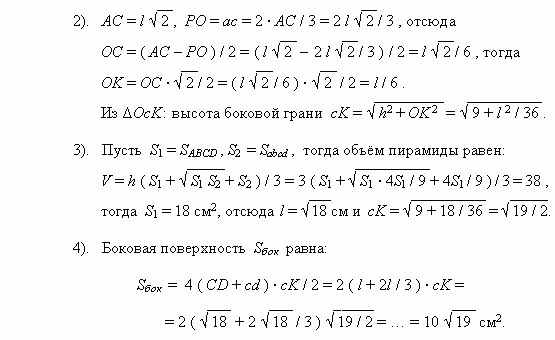 2). AC = l √2 , PO = ac = 2 · AC / 3 = 2 l √2 / 3 , отсюда
OC = ( AC – PO ) / 2 = ( l √2 – 2 l √2 / 3 ) / 2 = l √2 / 6 , тогда
OK = OC · √2 / 2 = ( l √2 / 6 ) · √2 / 2 = l / 6 .
Из ΔOcK: высота боковой грани cK = √h² + OK² = √9 + l² / 36 .
3). Пусть S₁ = S_ABCD , S₂ = S_abcd , тогда объём пирамиды равен:
V = h ( S₁ + √S₁ S₂ + S₂ ) / 3 = 3 ( S₁ + √S₁ · 4S₁ / 9 + 4S₁ / 9 ) / 3 = 38 ,
тогда S₁ = 18 см², отсюда l = √18 см и cK = √9 + 18 / 36 = √19 / 2.
4). Боковая поверхность Sбок равна:
Sбок = 4 ( CD + cd ) · cK / 2 = 2 ( l + 2l / 3 ) · cK =
= 2 ( √18 + 2 √18 / 3 ) √19 / 2 = … = 10 √19 см².